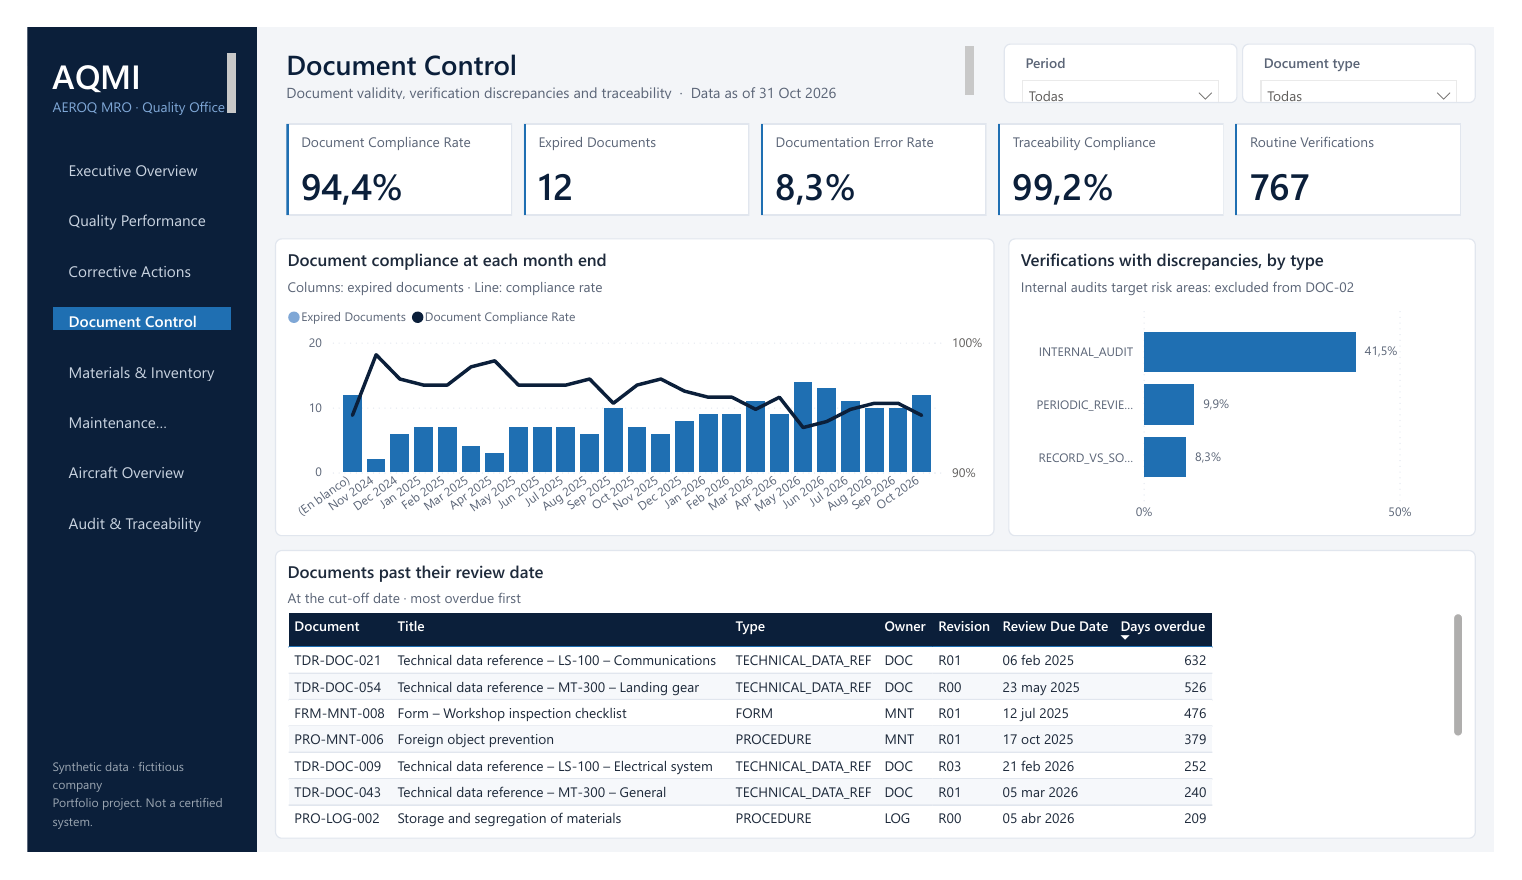 AQMI
AEROQ MRO · Quality Office
Executive Overview
Quality Performance
Corrective Actions
Document Control
Materials & Inventory
Maintenance...
Aircraft Overview
Audit & Traceability
Synthetic data · fictitious
company
Portfolio project. Not a certified
system.
Document Control
Document validity, verification discrepancies and traceability · Data as of 31 Oct 2026
Period
Todas
Document type
Todas
Document Compliance Rate
94,4%
Expired Documents
12
Documentation Error Rate
8,3%
Traceability Compliance
99,2%
Routine Verifications
767
Document compliance at each month end
Columns: expired documents · Line: compliance rate
Expired Documents Document Compliance Rate
20
10
0
100%
90%
(En blanco)
Nov 2024
Dec 2024
Jan 2025
Feb 2025
Mar 2025
Apr 2025
May 2025
Jun 2025
Jul 2025
Aug 2025
Sep 2025
Oct 2025
Nov 2025
Dec 2025
Jan 2026
Feb 2026
Mar 2026
Apr 2026
May 2026
Jun 2026
Jul 2026
Aug 2026
Sep 2026
Oct 2026
Verifications with discrepancies, by type
Internal audits target risk areas: excluded from DOC-02
INTERNAL_AUDIT 41,5%
PERIODIC_REVIE... 9,9%
RECORD_VS_SO... 8,3%
0% 50%
Documents past their review date
At the cut-off date · most overdue first
Document Title Type Owner Revision Review Due Date Days overdue
TDR-DOC-021 Technical data reference – LS-100 – Communications TECHNICAL_DATA_REF DOC R01 06 feb 2025 632
TDR-DOC-054 Technical data reference – MT-300 – Landing gear TECHNICAL_DATA_REF DOC R00 23 may 2025 526
FRM-MNT-008 Form – Workshop inspection checklist FORM MNT R01 12 jul 2025 476
PRO-MNT-006 Foreign object prevention PROCEDURE MNT R01 17 oct 2025 379
TDR-DOC-009 Technical data reference – LS-100 – Electrical system TECHNICAL_DATA_REF DOC R03 21 feb 2026 252
TDR-DOC-043 Technical data reference – MT-300 – General TECHNICAL_DATA_REF DOC R01 05 mar 2026 240
PRO-LOG-002 Storage and segregation of materials PROCEDURE LOG R00 05 abr 2026 209